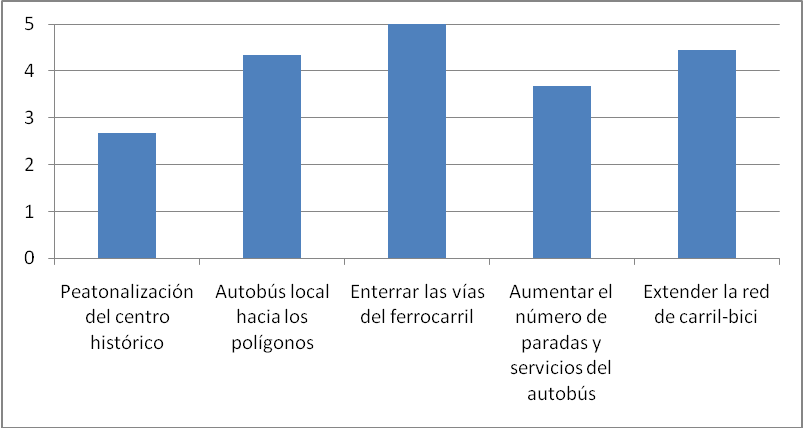 5
4
3
2
1
0
Peatonalización
del centro
histórico
Autobús local
hacia los
polígonos
Enterrar las vías
del ferrocarril
Aumentar el
número de
paradas y
servicios del
autobús
Extender la red
de carril-bici